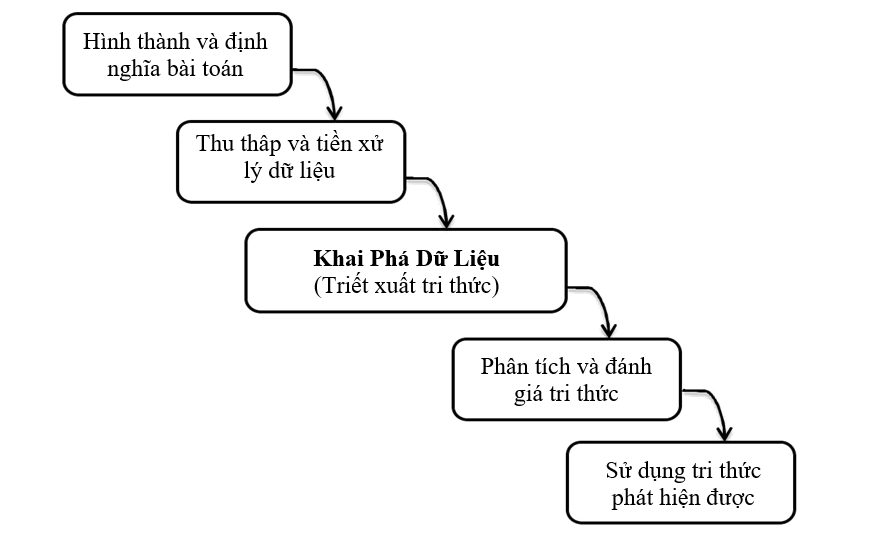 Hình thành và định
nghĩa bài toán
Thu thâp và tiền xử
lý dữ liệu
Khai Phá Dữ Liệu
(Triết xuất tri thức)
Phân tích và đánh
giá tri thức
Sử dụng tri thức
phát hiện được